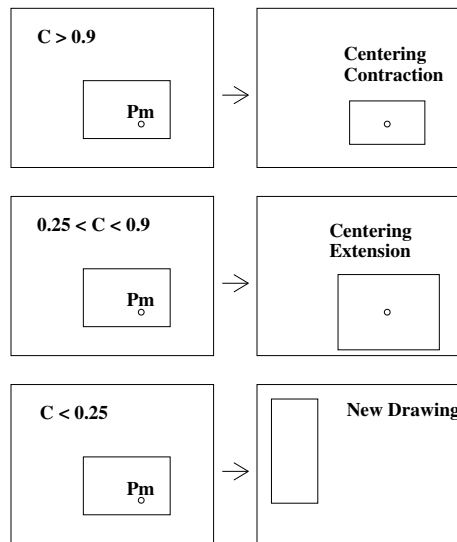 C > 0.9
Pm
Centering
Contraction
0.25 < C < 0.9
Pm
Centering
Extension
C < 0.25
Pm
New Drawing